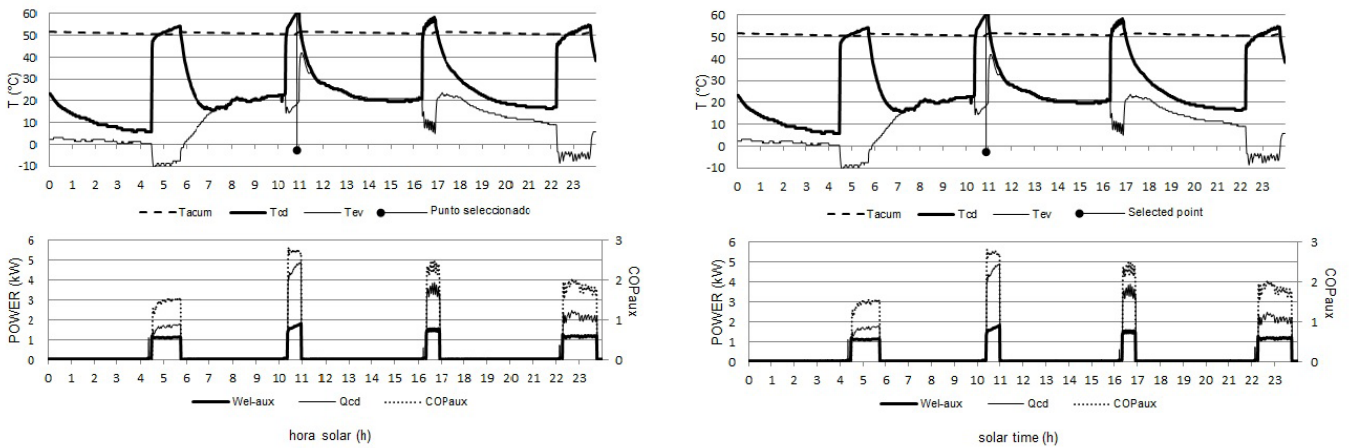 60
50
40
30
20
10
0
-10
T (°C)
0 1 2 3 4 5 6 7 8 9 10 11 12 13 14 15 16 17 18 19 20 21 22 23
Tacum Tcd Tev Punto seleccionado
6
5
4
3
2
1
0
POWER (kW)
3
2
1
0
COPaux
0 1 2 3 4 5 6 7 8 9 10 11 12 13 14 15 16 17 18 19 20 21 22 23
Wel-aux Qcd COPaux
hora solar (h)
60
50
40
30
20
10
0
-10
T (°C)
0 1 2 3 4 5 6 7 8 9 10 11 12 13 14 15 16 17 18 19 20 21 22 23
Tacum Tcd Tev Selected point
6
5
4
3
2
1
0
POWER (kW)
3
2
1
0
COPaux
0 1 2 3 4 5 6 7 8 9 10 11 12 13 14 15 16 17 18 19 20 21 22 23
Wel-aux Qcd COPaux
solar time (h)